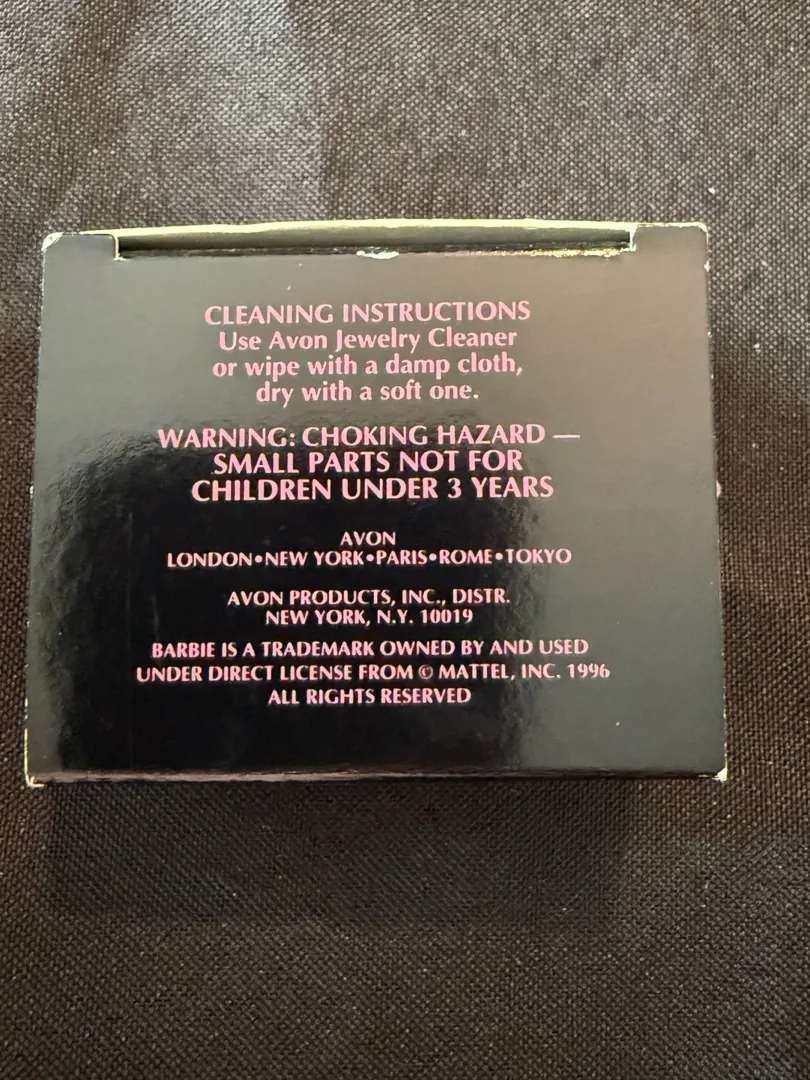 CLEANING INSTRUCTIONS
Use Avon Jewelry Cleaner
or wipe with a damp cloth,
dry with a soft one.
WARNING: CHOKING HAZARD —
SMALL PARTS NOT FOR
CHILDREN UNDER 3 YEARS
AVON
LONDON•NEW YORK•PARIS•ROME•TOKYO
AVON PRODUCTS, INC., DISTR.
NEW YORK, N.Y. 10019
BARBIE IS A TRADEMARK OWNED BY AND USED
UNDER DIRECT LICENSE FROM © MATTEL, INC. 1996
ALL RIGHTS RESERVED